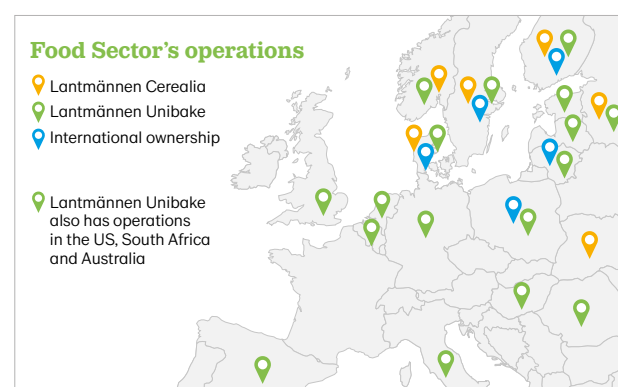 Food Sector's operations
Lantmännen Cerealia
Lantmännen Unibake
International ownership
Lantmännen Unibake
also has operations
in the US, South Africa
and Australia